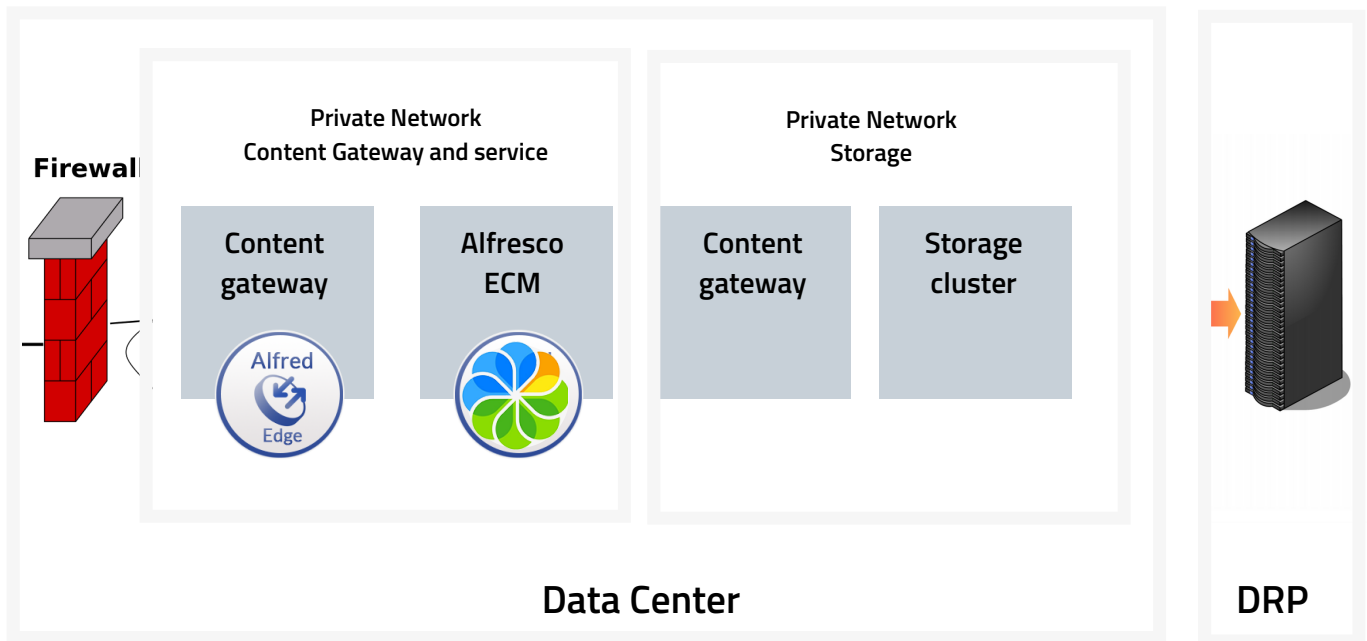 Private Network
Content Gateway and service
Private Network
Storage
Firewall
Content
gateway
Alfresco
ECM
Content
gateway
Storage
cluster
Alfred
Edge
Data Center
DRP